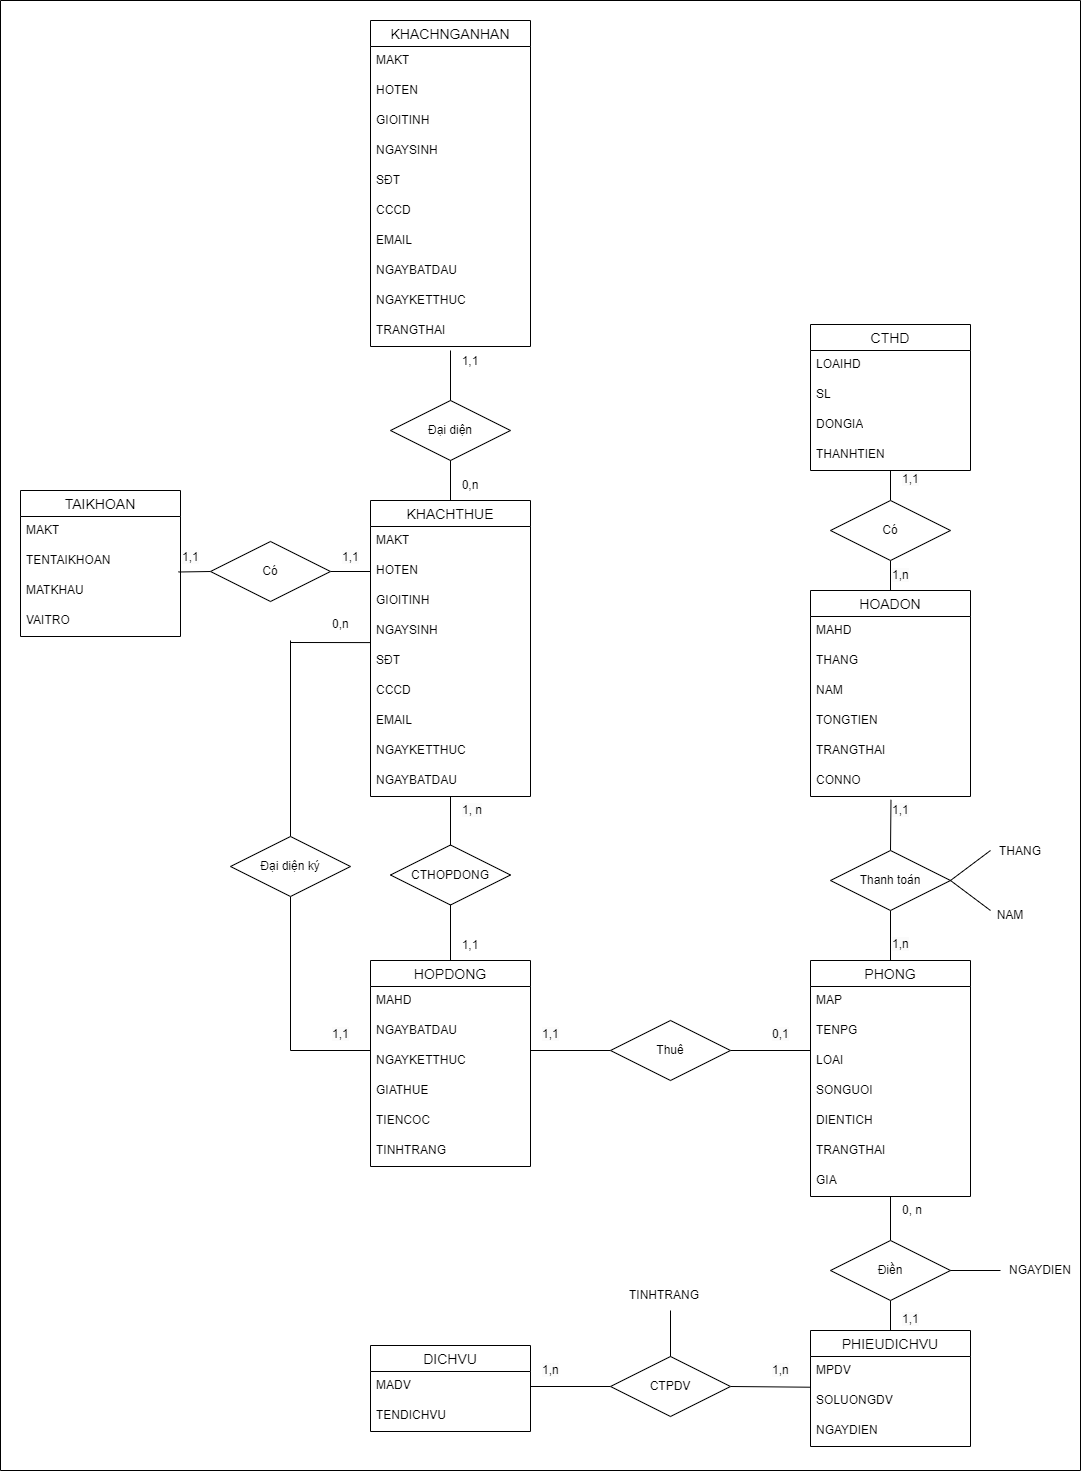 KHACHNGANHAN
MAKT
HOTEN
GIOITINH
NGAYSINH
SĐT
CCCD
EMAIL
NGAYBATDAU
NGAYKETTHUC
TRANGTHAI
1,1
Đại diện
0,n
TAIKHOAN
MAKT
TENTAIKHOAN
MATKHAU
VAITRO
1,1
Có
1,1
KHACHTHUE
MAKT
HOTEN
GIOITINH
NGAYSINH
SĐT
CCCD
EMAIL
NGAYKETTHUC
NGAYBATDAU
0,n
Đại diện ký
1,1
1, n
CTHOPDONG
1,1
HOPDONG
MAHD
NGAYBATDAU
NGAYKETTHUC
GIATHUE
TIENCOC
TINHTRANG
1,1
Thuê
0,1
CTHD
LOAIHD
SL
DONGIA
THANHTIEN
1,1
Có
1,n
HOADON
MAHD
THANG
NAM
TONGTIEN
TRANGTHAI
CONNO
1,1
Thanh toán
THANG
NAM
1,n
PHONG
MAP
TENPG
LOAI
SONGUOI
DIENTICH
TRANGTHAI
GIA
0, n
Điền
NGAYDIEN
1,1
PHIEUDICHVU
MPDV
SOLUONGDV
NGAYDIEN
TINHTRANG
1,n
CTPDV
1,n
DICHVU
MADV
TENDICHVU